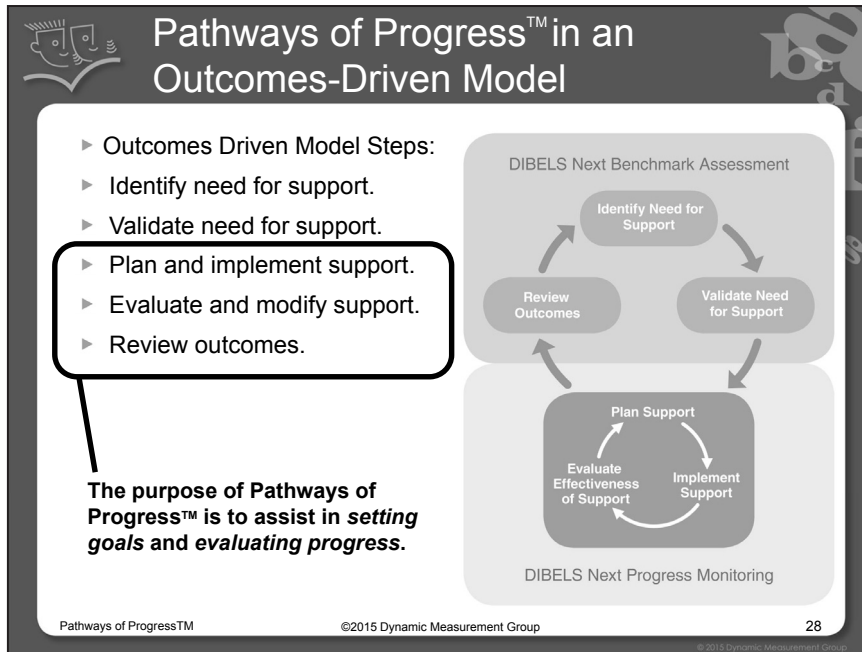 Pathways of Progress™ in an
Outcomes-Driven Model
▶ Outcomes Driven Model Steps:
▶ Identify need for support.
▶ Validate need for support.
▶ Plan and implement support.
▶ Evaluate and modify support.
▶ Review outcomes.
The purpose of Pathways of
Progress™ is to assist in setting
goals and evaluating progress.
DIBELS Next Benchmark Assessment
Identify Need for
Support
Review
Outcomes
Validate Need
for Support
Plan Support
Evaluate
Effectiveness
of Support
Implement
Support
DIBELS Next Progress Monitoring
Pathways of ProgressTM
©2015 Dynamic Measurement Group
28
© 2015 Dynamic Measurement Group